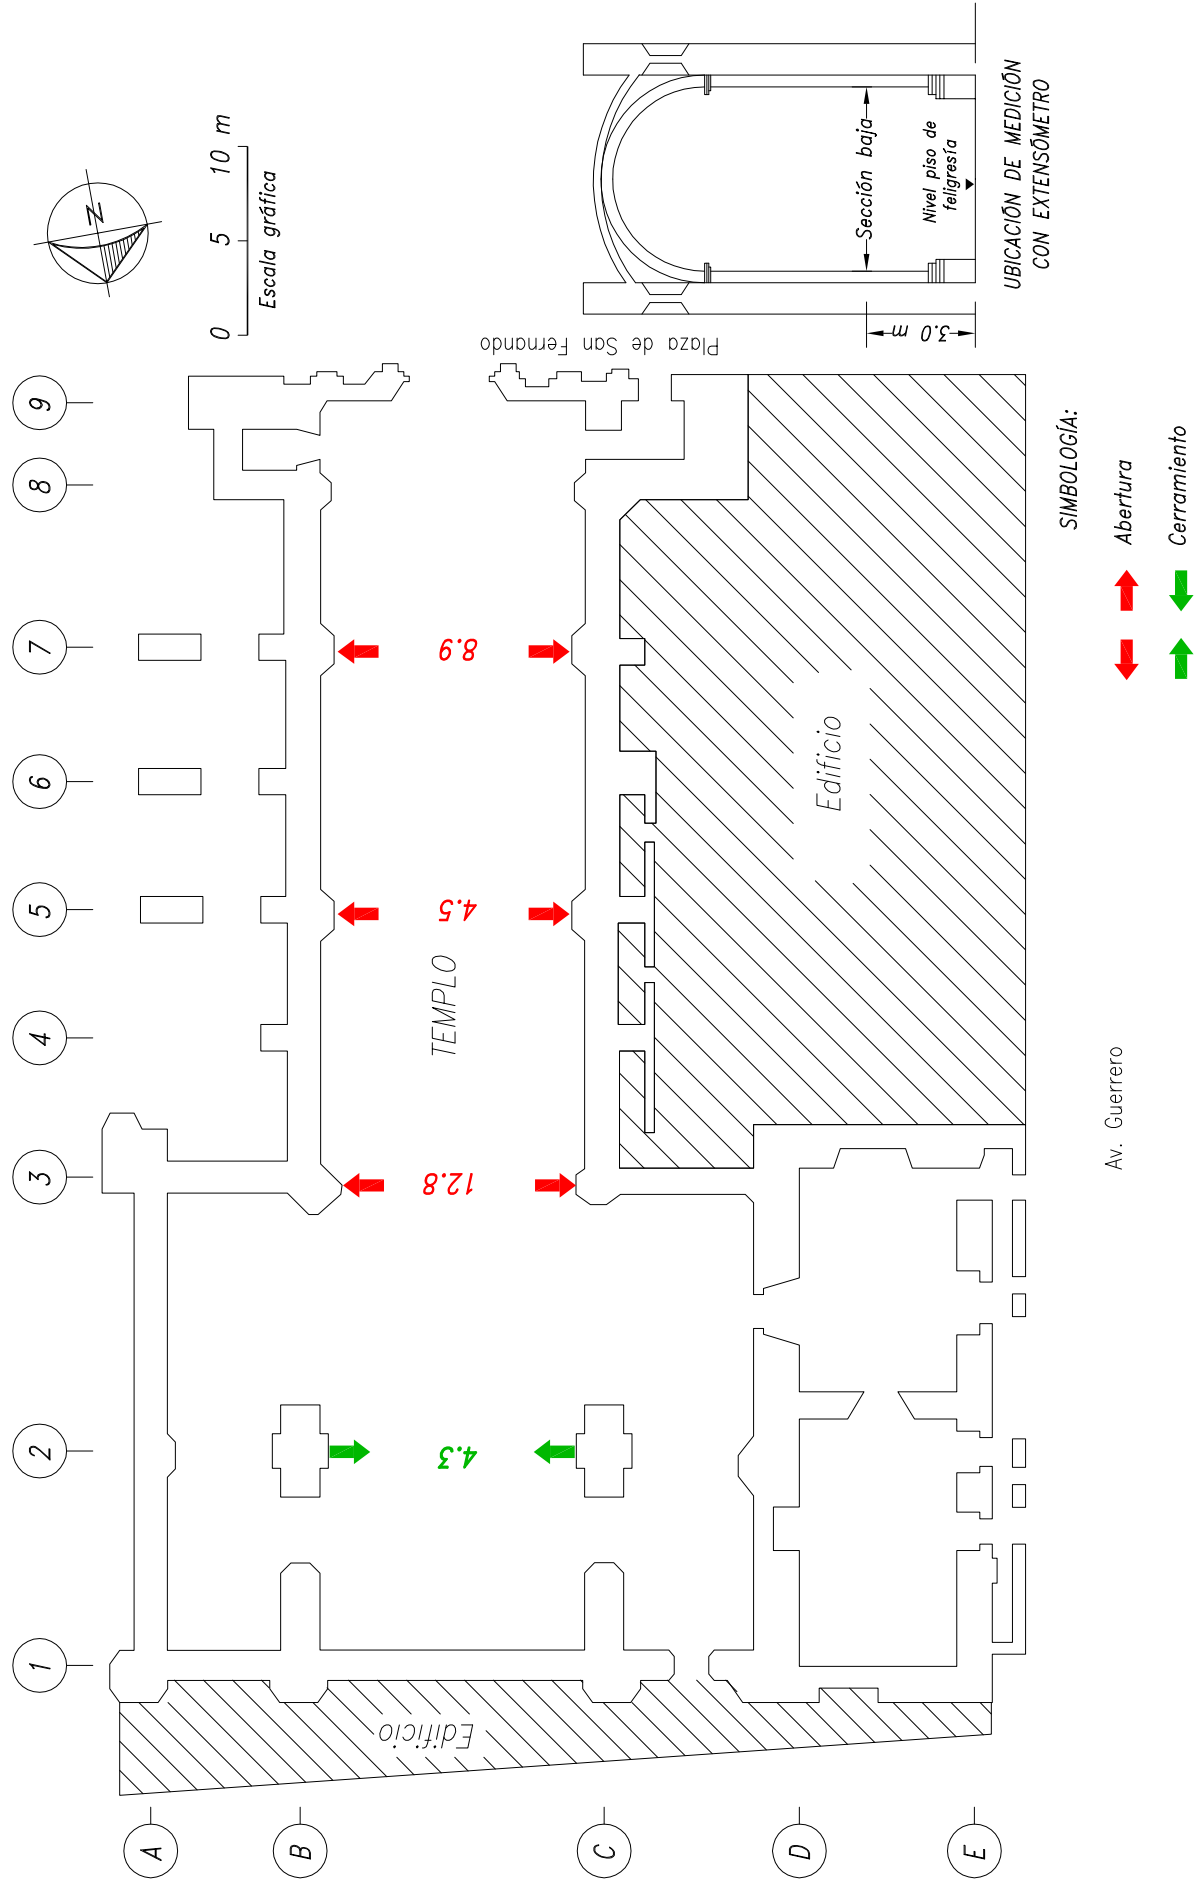 N
0 5 10 m
Escala gráfica
Sección baja
Nivel piso de
feligresía
3.0 m
UBICACIÓN DE MEDICIÓN
CON EXTENSÓMETRO
Plaza de San Fernando
9
8
7
6
5
4
3
2
1
8.9
4.5
12.8
4.3
TEMPLO
Edificio
Edificio
Av. Guerrero
SIMBOLOGÍA:
Abertura
Cerramiento
A
B
C
D
E